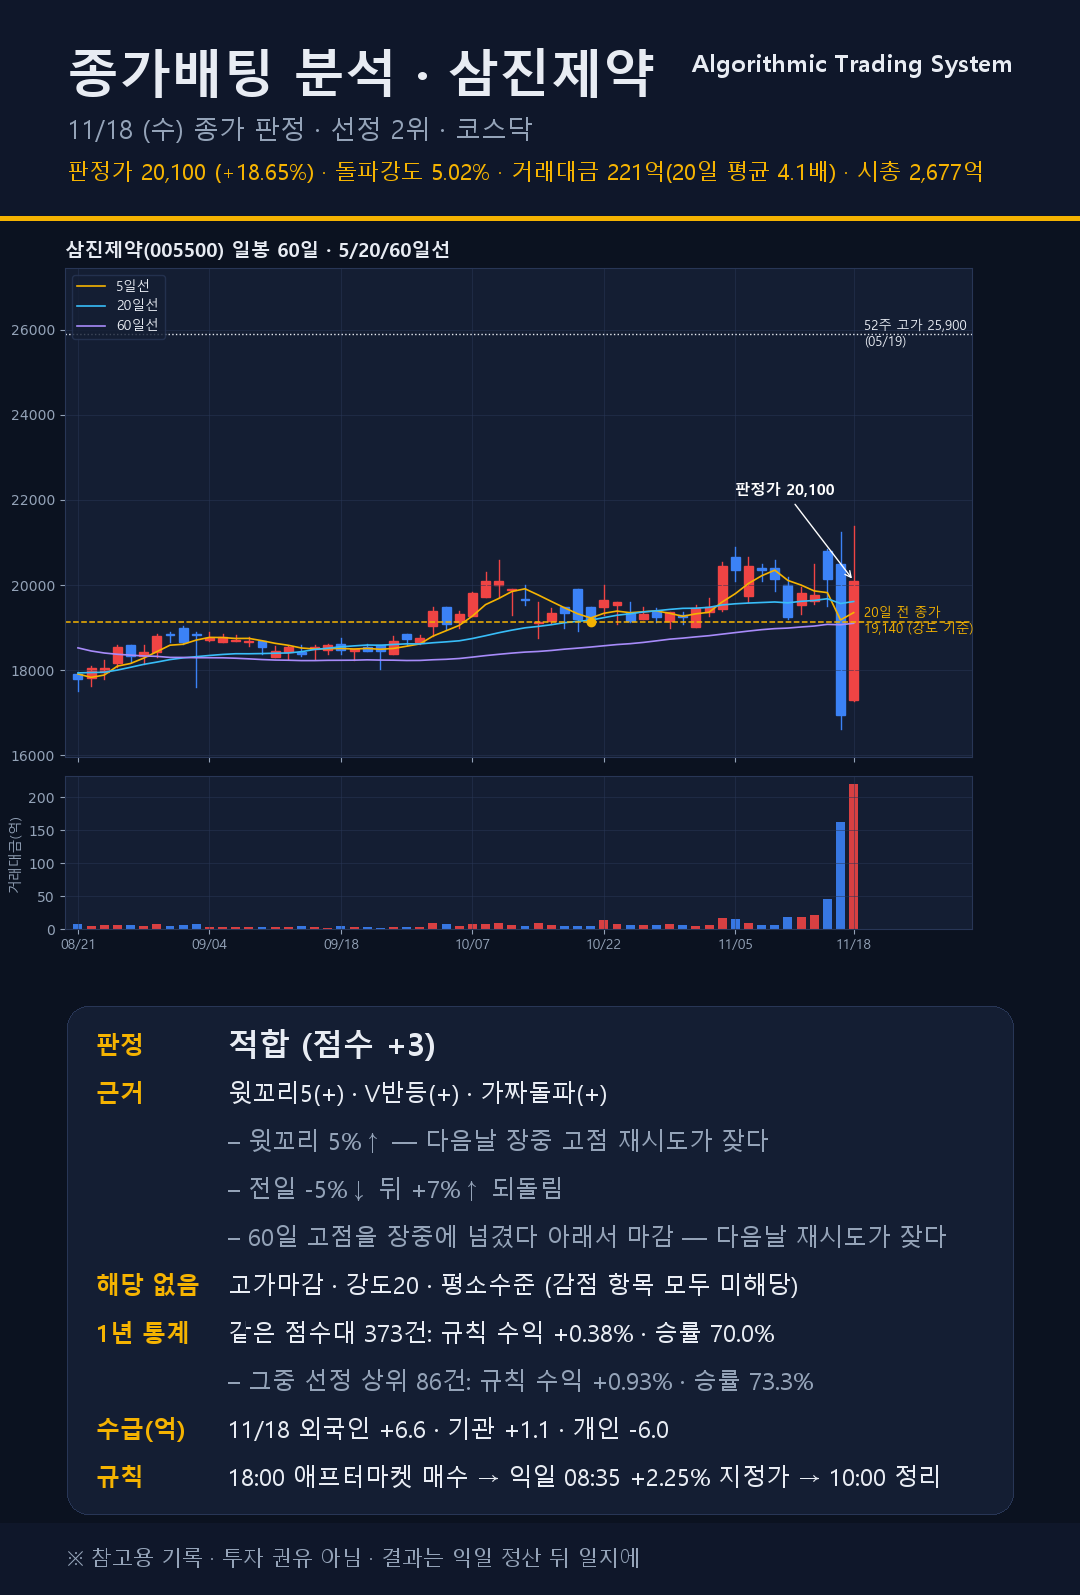 종가배팅 분석 · 삼진제약
Algorithmic Trading System
11/18 (수) 종가 판정 · 선정 2위 · 코스닥
판정가 20,100 (+18.65%) · 돌파강도 5.02% · 거래대금 221억(20일 평균 4.1배) · 시총 2,677억
삼진제약(005500) 일봉 60일 · 5/20/60일선
5일선
20일선
60일선
26000
24000
22000
20000
18000
16000
52주 고가 25,900
(05/19)
판정가 20,100
20일 전 종가
19,140 (강도 기준)
거래대금(억)
200
150
100
50
0
08/21
09/04
09/18
10/07
10/22
11/05
11/18
판정 적합 (점수 +3)
근거 윗꼬리5(+) · V반등(+) · 가짜돌파(+)
– 윗꼬리 5%↑ — 다음날 장중 고점 재시도가 잦다
– 전일 -5%↓ 뒤 +7%↑ 되돌림
– 60일 고점을 장중에 넘겼다 아래서 마감 — 다음날 재시도가 잦다
해당 없음 고가마감 · 강도20 · 평소수준 (감점 항목 모두 미해당)
1년 통계 같은 점수대 373건: 규칙 수익 +0.38% · 승률 70.0%
– 그중 선정 상위 86건: 규칙 수익 +0.93% · 승률 73.3%
수급(억) 11/18 외국인 +6.6 · 기관 +1.1 · 개인 -6.0
규칙 18:00 애프터마켓 매수 → 익일 08:35 +2.25% 지정가 → 10:00 정리
※ 참고용 기록 · 투자 권유 아님 · 결과는 익일 정산 뒤 일지에